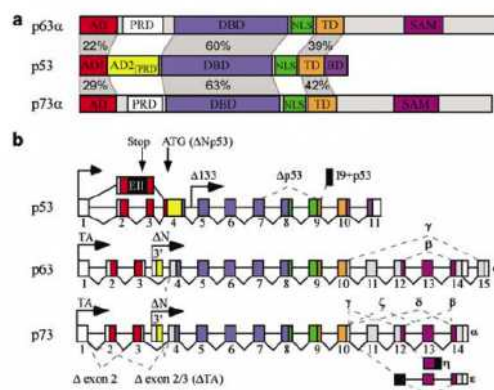 a
p63α AD PRD DBD NLS TD SAM
22% 60% 39%
p53 AD AD2/PRD DBD NLS TD BD
29% 63% 42%
p73α AD PRD DBD NLS TD SAM
b
Stop ATG (ΔNp53)
EII Δ133 Δp53 I9+p53
p53
1 2 3 4 5 6 7 8 9 10 11
γ
TA ΔN β
3'
p63
1 2 3 4 5 6 7 8 9 10 11 12 13 14 15
TA ΔN γ ζ δ β
3'
p73 α
1 2 3 4 5 6 7 8 9 10 11 12 13 14
Δ exon 2 Δ exon 2/3 (ΔTA) η
ε